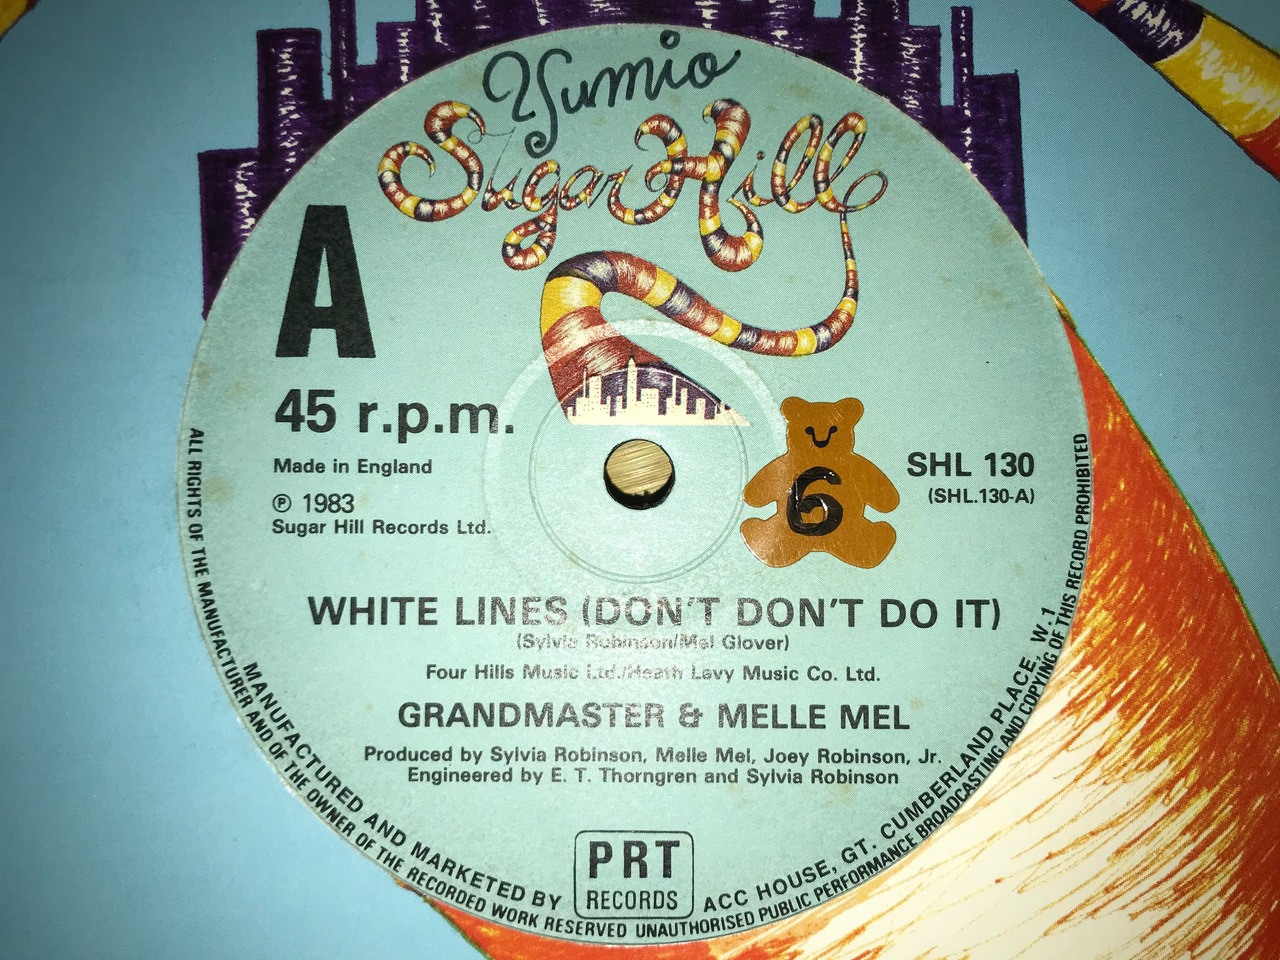 Yumio
Sugar Hill
A
45 r.p.m.
Made in England
℗ 1983
Sugar Hill Records Ltd.
6
SHL 130
(SHL.130-A)
WHITE LINES (DON'T DON'T DO IT)
(Sylvia Robinson/Mel Glover)
Four Hills Music Ltd./Heath Levy Music Co. Ltd.
GRANDMASTER & MELLE MEL
Produced by Sylvia Robinson, Melle Mel, Joey Robinson, Jr.
Engineered by E. T. Thorngren and Sylvia Robinson
PRT
RECORDS
MANUFACTURED AND MARKETED BY
ACC HOUSE, GT. CUMBERLAND PLACE, W.1
ALL RIGHTS OF THE MANUFACTURER AND OF THE OWNER OF THE RECORDED WORK RESERVED UNAUTHORISED PUBLIC PERFORMANCE BROADCASTING AND COPYING OF THIS RECORD PROHIBITED